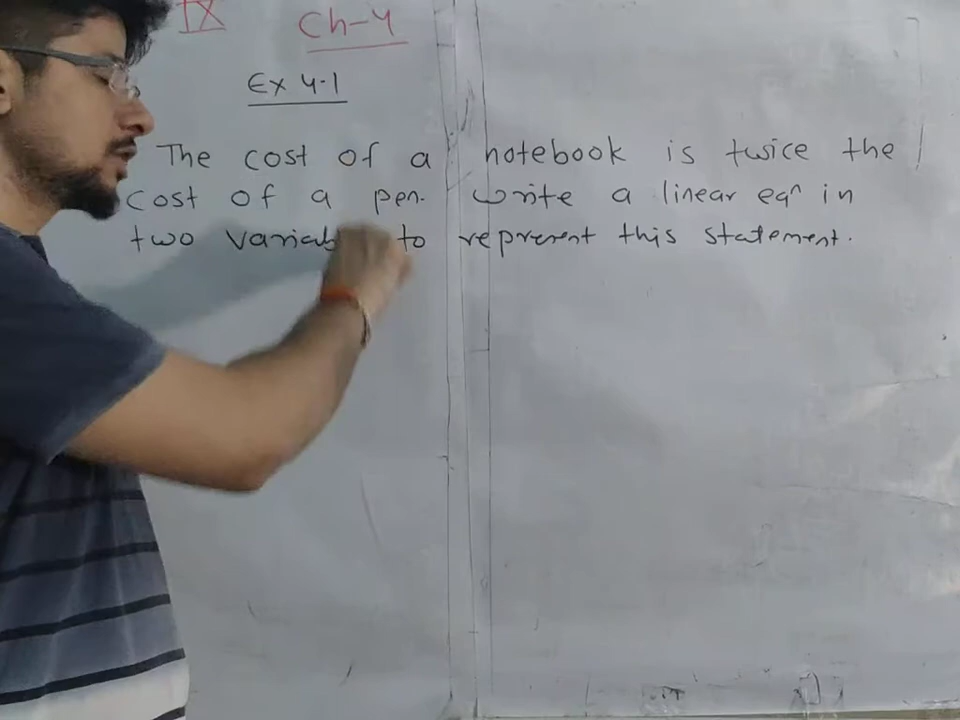 IX Ch-4
Ex 4.1
The cost of a notebook is twice the
cost of a pen. write a linear eqn in
two to represent this statement.